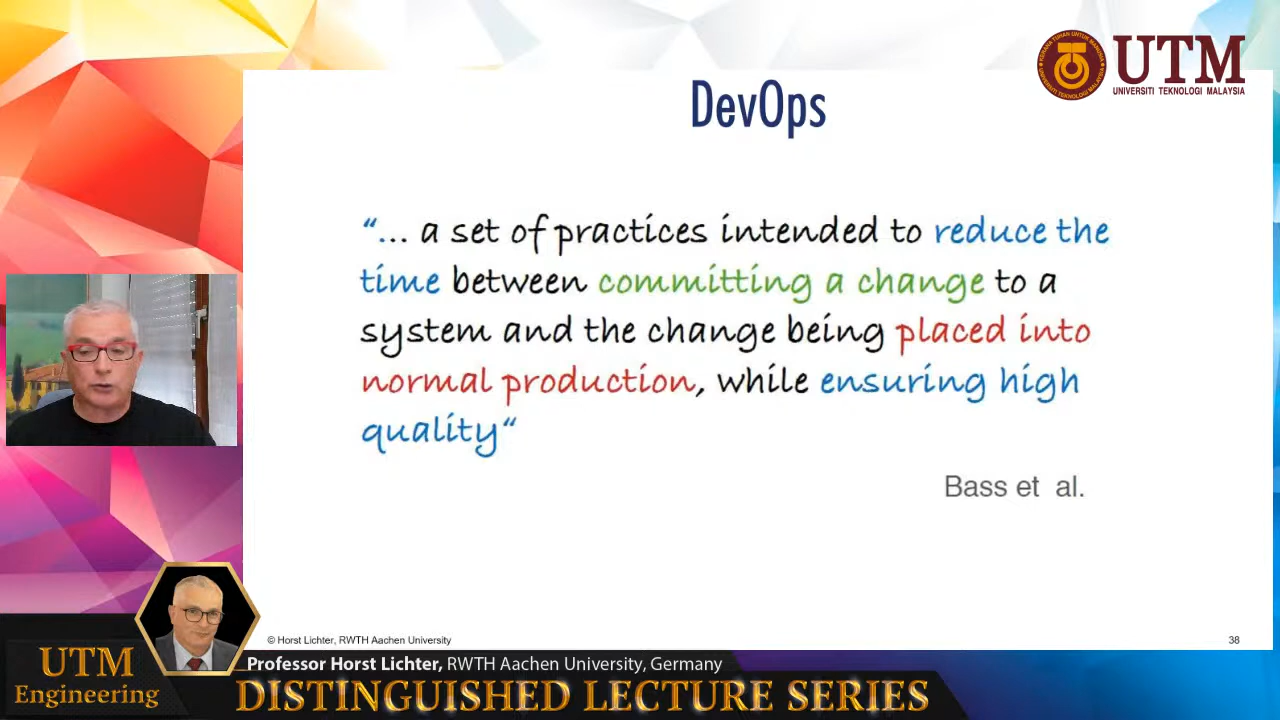 UTM
UNIVERSITI TEKNOLOGI MALAYSIA
DevOps
“... a set of practices intended to reduce the
time between committing a change to a
system and the change being placed into
normal production, while ensuring high
quality“
Bass et al.
© Horst Lichter, RWTH Aachen University
38
UTM
Engineering
Professor Horst Lichter, RWTH Aachen University, Germany
DISTINGUISHED LECTURE SERIES